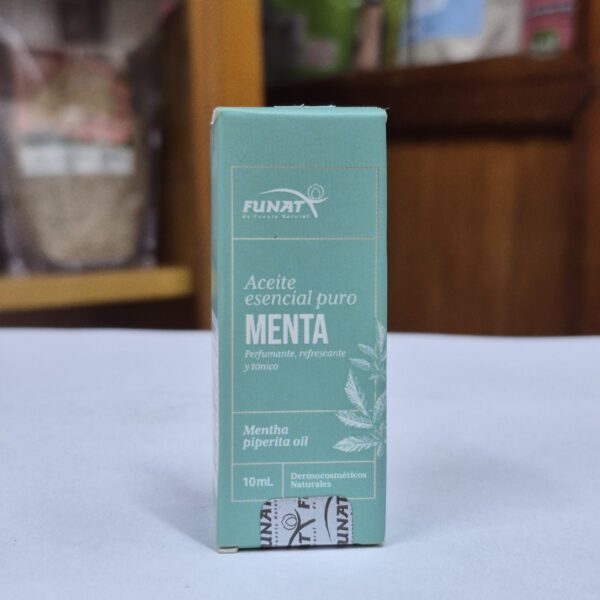 FUNAT
de Fuente Natural
Aceite
esencial puro
MENTA
Perfumante, refrescante
y tónico
Mentha
piperita oil
10mL
Dermocosméticos
Naturales
FUNAT
FUNAT